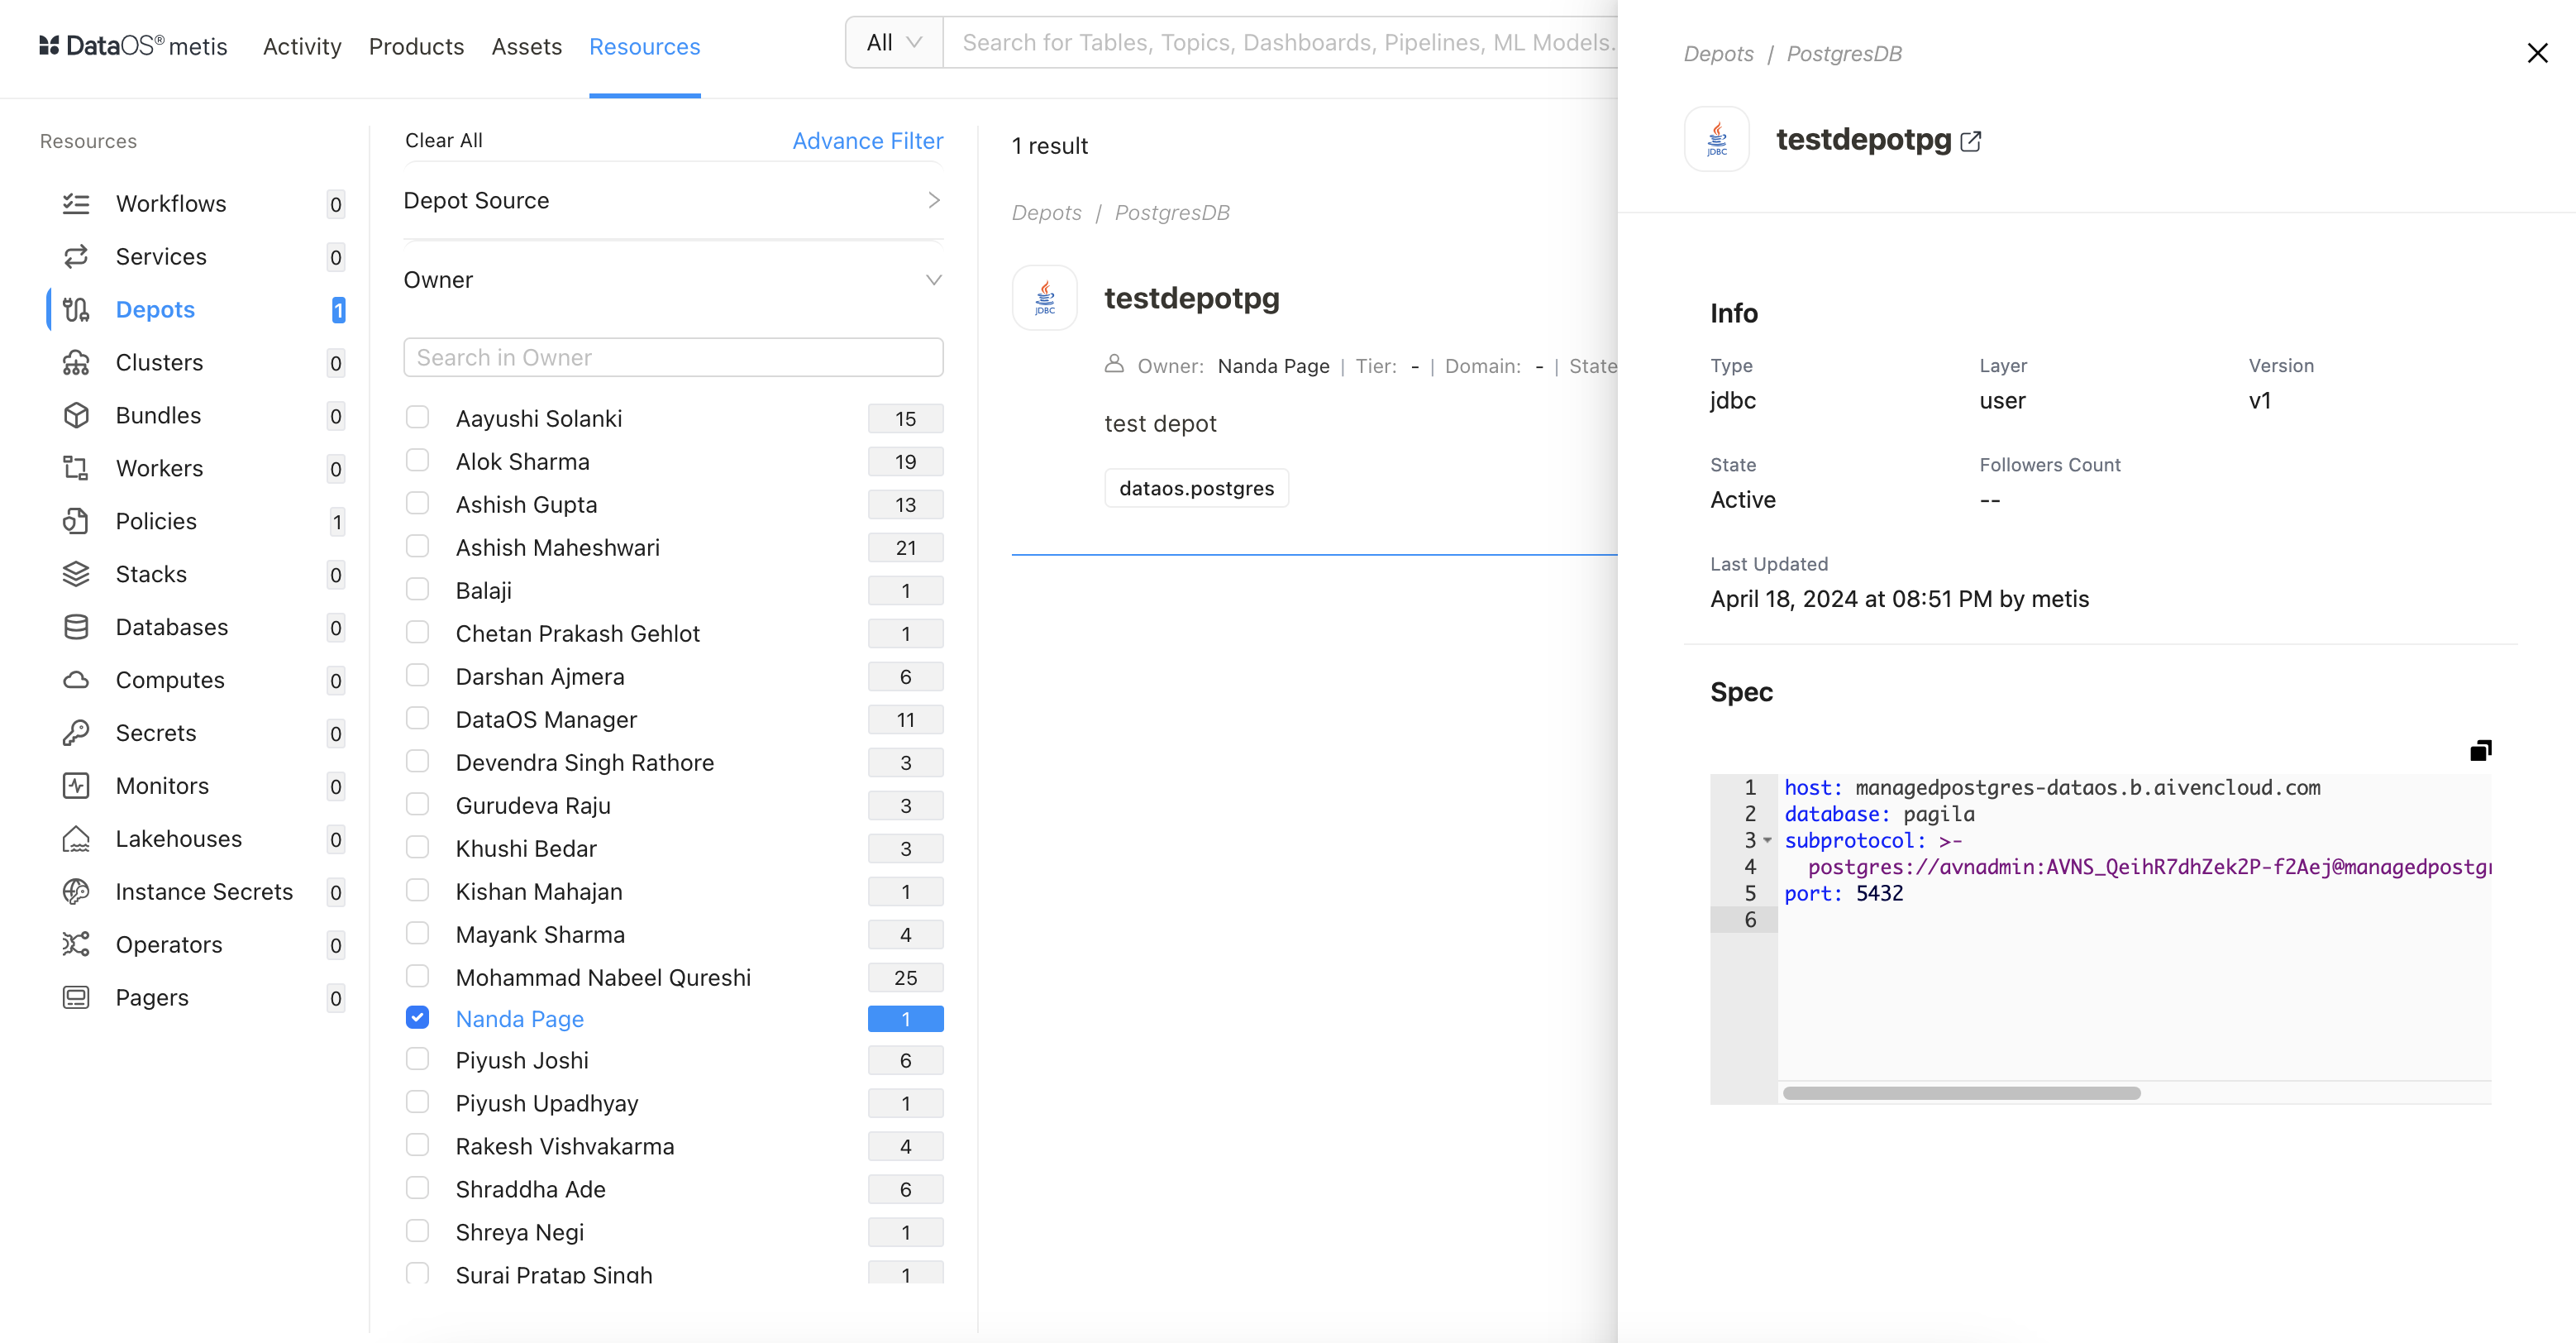 DataOS® metis
Activity
Products
Assets
Resources
All
Search for Tables, Topics, Dashboards, Pipelines, ML Models.
Resources
Workflows 0
Services 0
Depots 1
Clusters 0
Bundles 0
Workers 0
Policies 1
Stacks 0
Databases 0
Computes 0
Secrets 0
Monitors 0
Lakehouses 0
Instance Secrets 0
Operators 0
Pagers 0
Clear All
Advance Filter
Depot Source
Owner
Search in Owner
Aayushi Solanki 15
Alok Sharma 19
Ashish Gupta 13
Ashish Maheshwari 21
Balaji 1
Chetan Prakash Gehlot 1
Darshan Ajmera 6
DataOS Manager 11
Devendra Singh Rathore 3
Gurudeva Raju 3
Khushi Bedar 3
Kishan Mahajan 1
Mayank Sharma 4
Mohammad Nabeel Qureshi 25
Nanda Page 1
Piyush Joshi 6
Piyush Upadhyay 1
Rakesh Vishvakarma 4
Shraddha Ade 6
Shreya Negi 1
Suraj Pratap Singh 1
1 result
Depots / PostgresDB
JDBC
testdepotpg
Owner: Nanda Page | Tier: - | Domain: - | State
test depot
dataos.postgres
Depots / PostgresDB
JDBC
testdepotpg
Info
Type
jdbc
Layer
user
Version
v1
State
Active
Followers Count
--
Last Updated
April 18, 2024 at 08:51 PM by metis
Spec
1 host: managedpostgres-dataos.b.aivencloud.com
2 database: pagila
3 subprotocol: >-
4 postgres://avnadmin:AVNS_QeihR7dhZek2P-f2Aej@managedpostgr
5 port: 5432
6